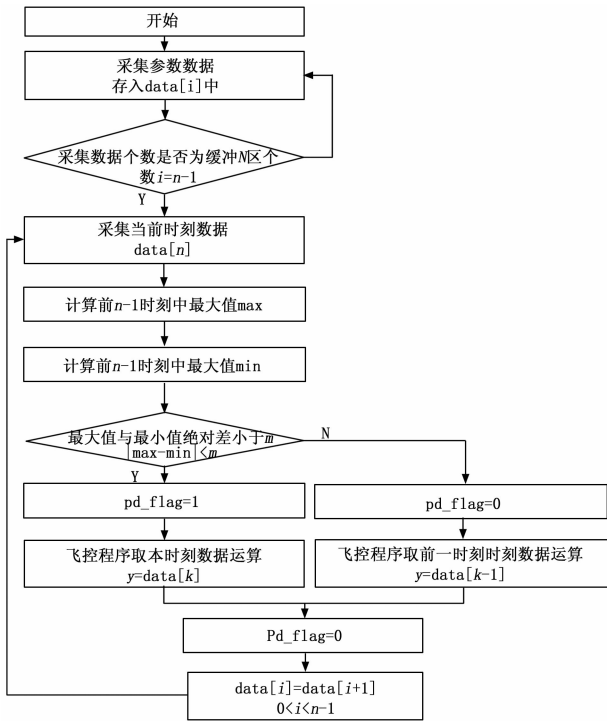 开始
采集参数数据
存入data[i]中
采集数据个数是否为缓冲N区个
数i=n-1
Y
采集当前时刻数据
data[n]
计算前n-1时刻中最大值max
计算前n-1时刻中最大值min
最大值与最小值绝对差小于m
|max-min|<m
N
Y
pd_flag=1
pd_flag=0
飞控程序取本时刻数据运算
y=data[k]
飞控程序取前一时刻时刻数据运算
y=data[k-1]
Pd_flag=0
data[i]=data[i+1]
0<i<n-1